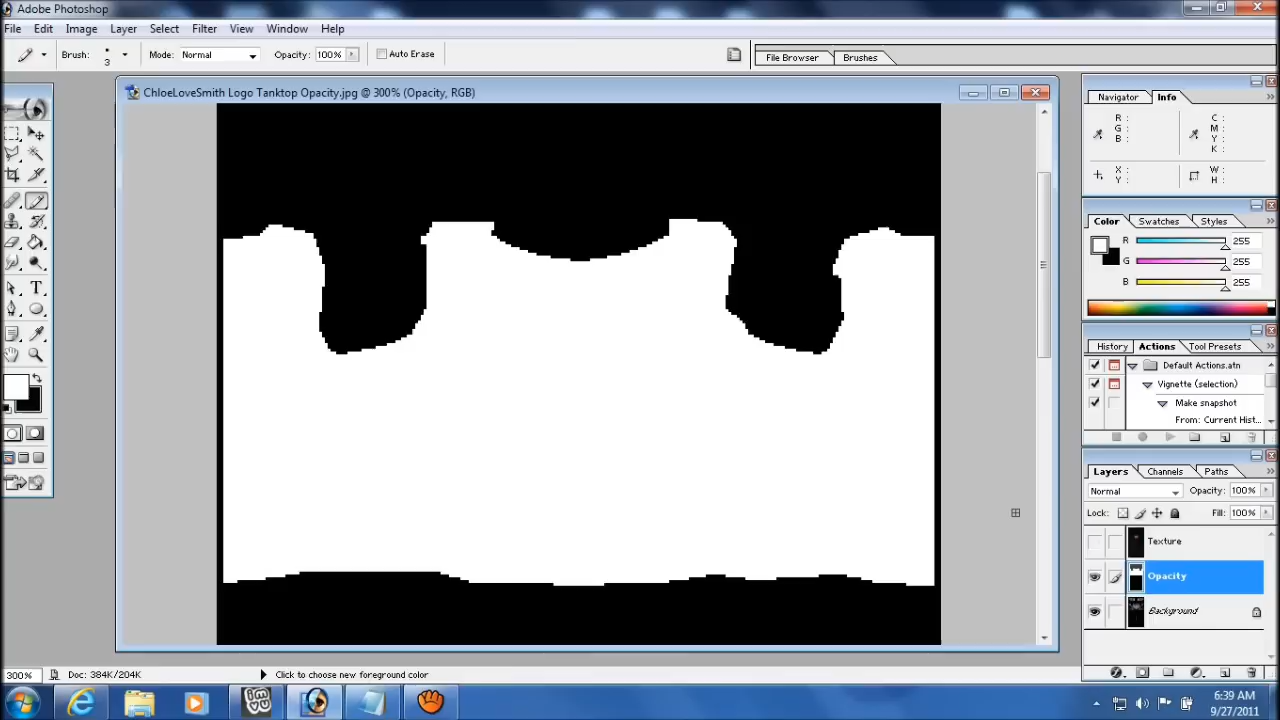 Adobe Photoshop
File Edit Image Layer Select Filter View Window Help
Brush: 3 Mode: Normal Opacity: 100% Auto Erase File Browser Brushes
ChloeLoveSmith Logo Tanktop Opacity.jpg @ 300% (Opacity, RGB)
Navigator Info
R: C:
G: M:
B: Y:
K:
X: W:
Y: H:
Color Swatches Styles
R 255
G 255
B 255
History Actions Tool Presets
Default Actions.atn
Vignette (selection)
Make snapshot
From: Current Hist...
Layers Channels Paths
Normal Opacity: 100%
Lock: Fill: 100%
Texture
Opacity
Background
300% Doc: 384K/204K Click to choose new foreground color
imvu
6:39 AM
9/27/2011